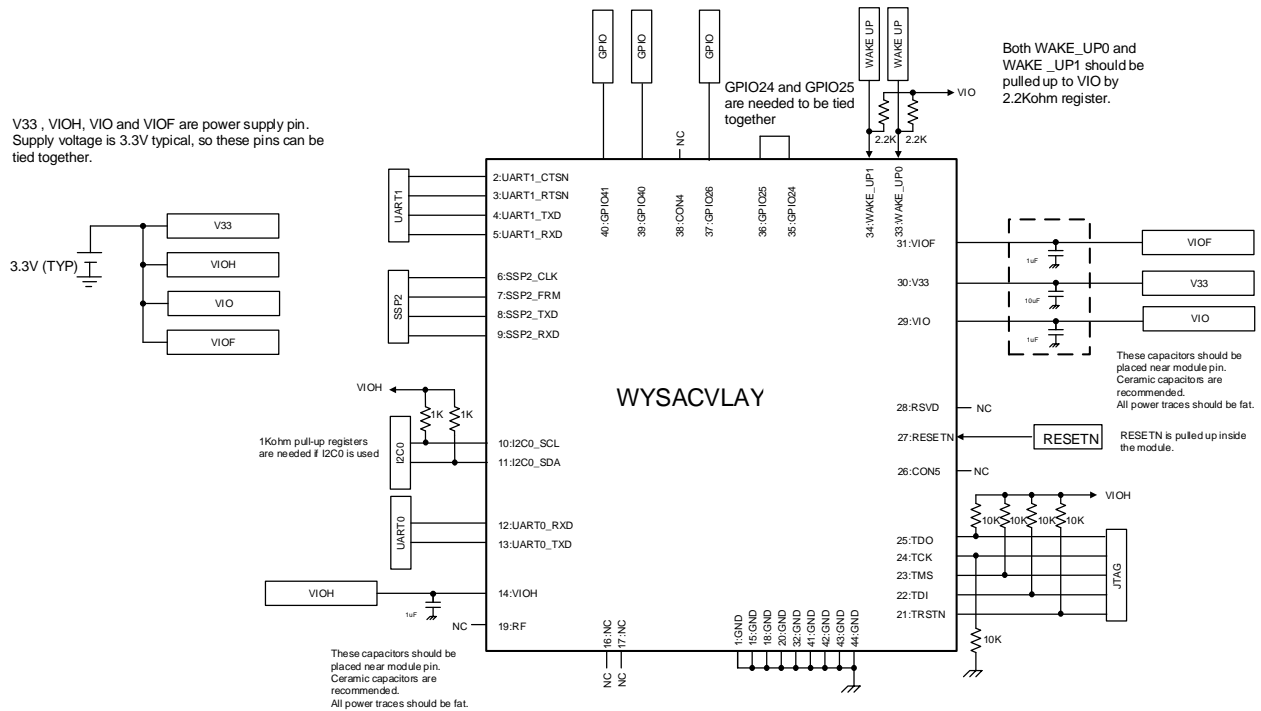 GPIO
GPIO
GPIO
WAKE UP
WAKE UP
Both WAKE_UP0 and
WAKE _UP1 should be
pulled up to VIO by
2.2Kohm register.
GPIO24 and GPIO25
are needed to be tied
together
VIO
NC
2.2K
2.2K
V33 , VIOH, VIO and VIOF are power supply pin.
Supply voltage is 3.3V typical, so these pins can be
tied together.
V33
VIOH
VIO
VIOF
3.3V (TYP)
UART1
2:UART1_CTSN
3:UART1_RTSN
4:UART1_TXD
5:UART1_RXD
SSP2
6:SSP2_CLK
7:SSP2_FRM
8:SSP2_TXD
9:SSP2_RXD
VIOH
1K
1K
1Kohm pull-up registers
are needed if I2C0 is used
I2C0
10:I2C0_SCL
11:I2C0_SDA
UART0
12:UART0_RXD
13:UART0_TXD
VIOH
1uF
14:VIOH
NC
19:RF
These capacitors should be
placed near module pin.
Ceramic capacitors are
recommended.
All power traces should be fat.
40:GPIO41
39:GPIO40
38:CON4
37:GPIO26
36:GPIO25
35:GPIO24
34:WAKE_UP1
33:WAKE_UP0
WYSACVLAY
31:VIOF
30:V33
29:VIO
1uF
10uF
1uF
VIOF
V33
VIO
These capacitors should be
placed near module pin.
Ceramic capacitors are
recommended.
All power traces should be fat.
28:RSVD
NC
27:RESETN
RESETN
RESETN is pulled up inside
the module.
26:CON5
NC
VIOH
10K
10K
10K
10K
25:TDO
24:TCK
23:TMS
22:TDI
21:TRSTN
JTAG
10K
16:NC
17:NC
NC
NC
1:GND
15:GND
18:GND
20:GND
32:GND
41:GND
42:GND
43:GND
44:GND